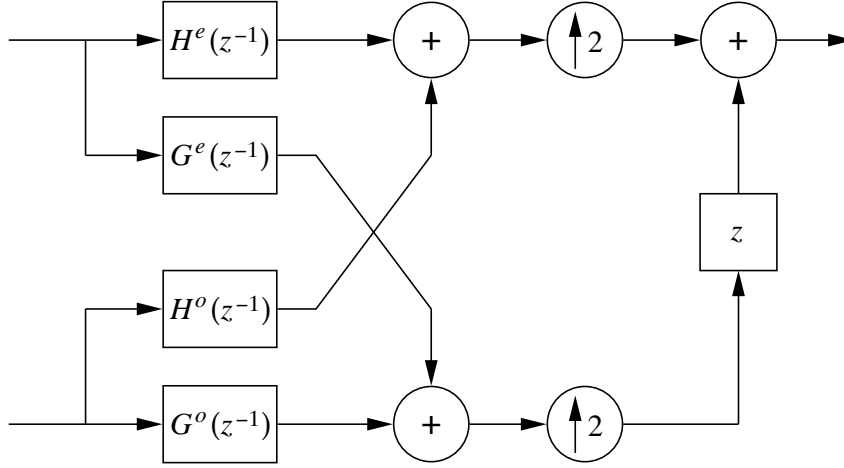 H^e(z^{-1})
+
↑2
+
G^e(z^{-1})
z
H^o(z^{-1})
G^o(z^{-1})
+
↑2